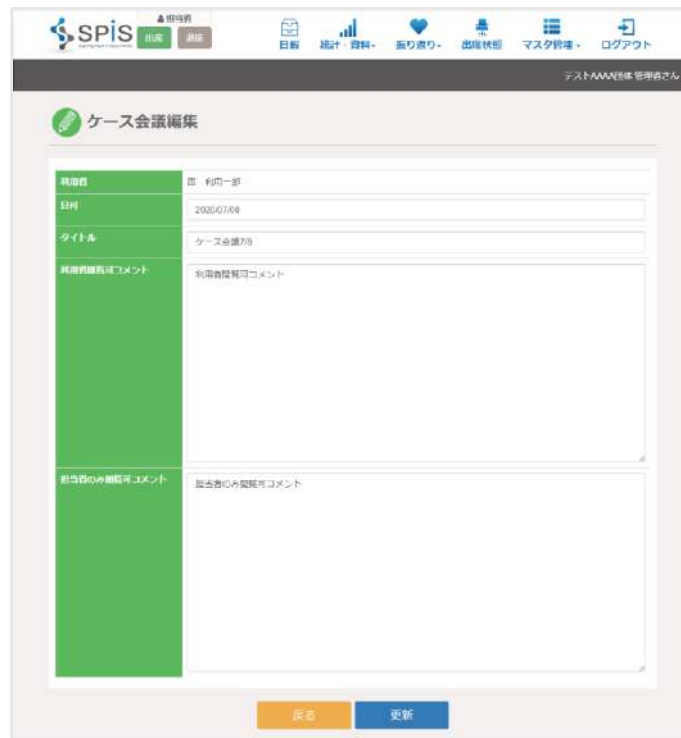 担当者
SPiS
出席
退席
日報
統計・資料
振り返り
出席状態
マスタ管理
ログアウト
テストAAAA団体 管理者さん
ケース会議編集
利用者
西 利用一郎
日付
2020/07/08
タイトル
ケース会議7/8
利用者閲覧可コメント
利用者閲覧可コメント
担当者のみ閲覧可コメント
担当者のみ閲覧可コメント
戻る
更新